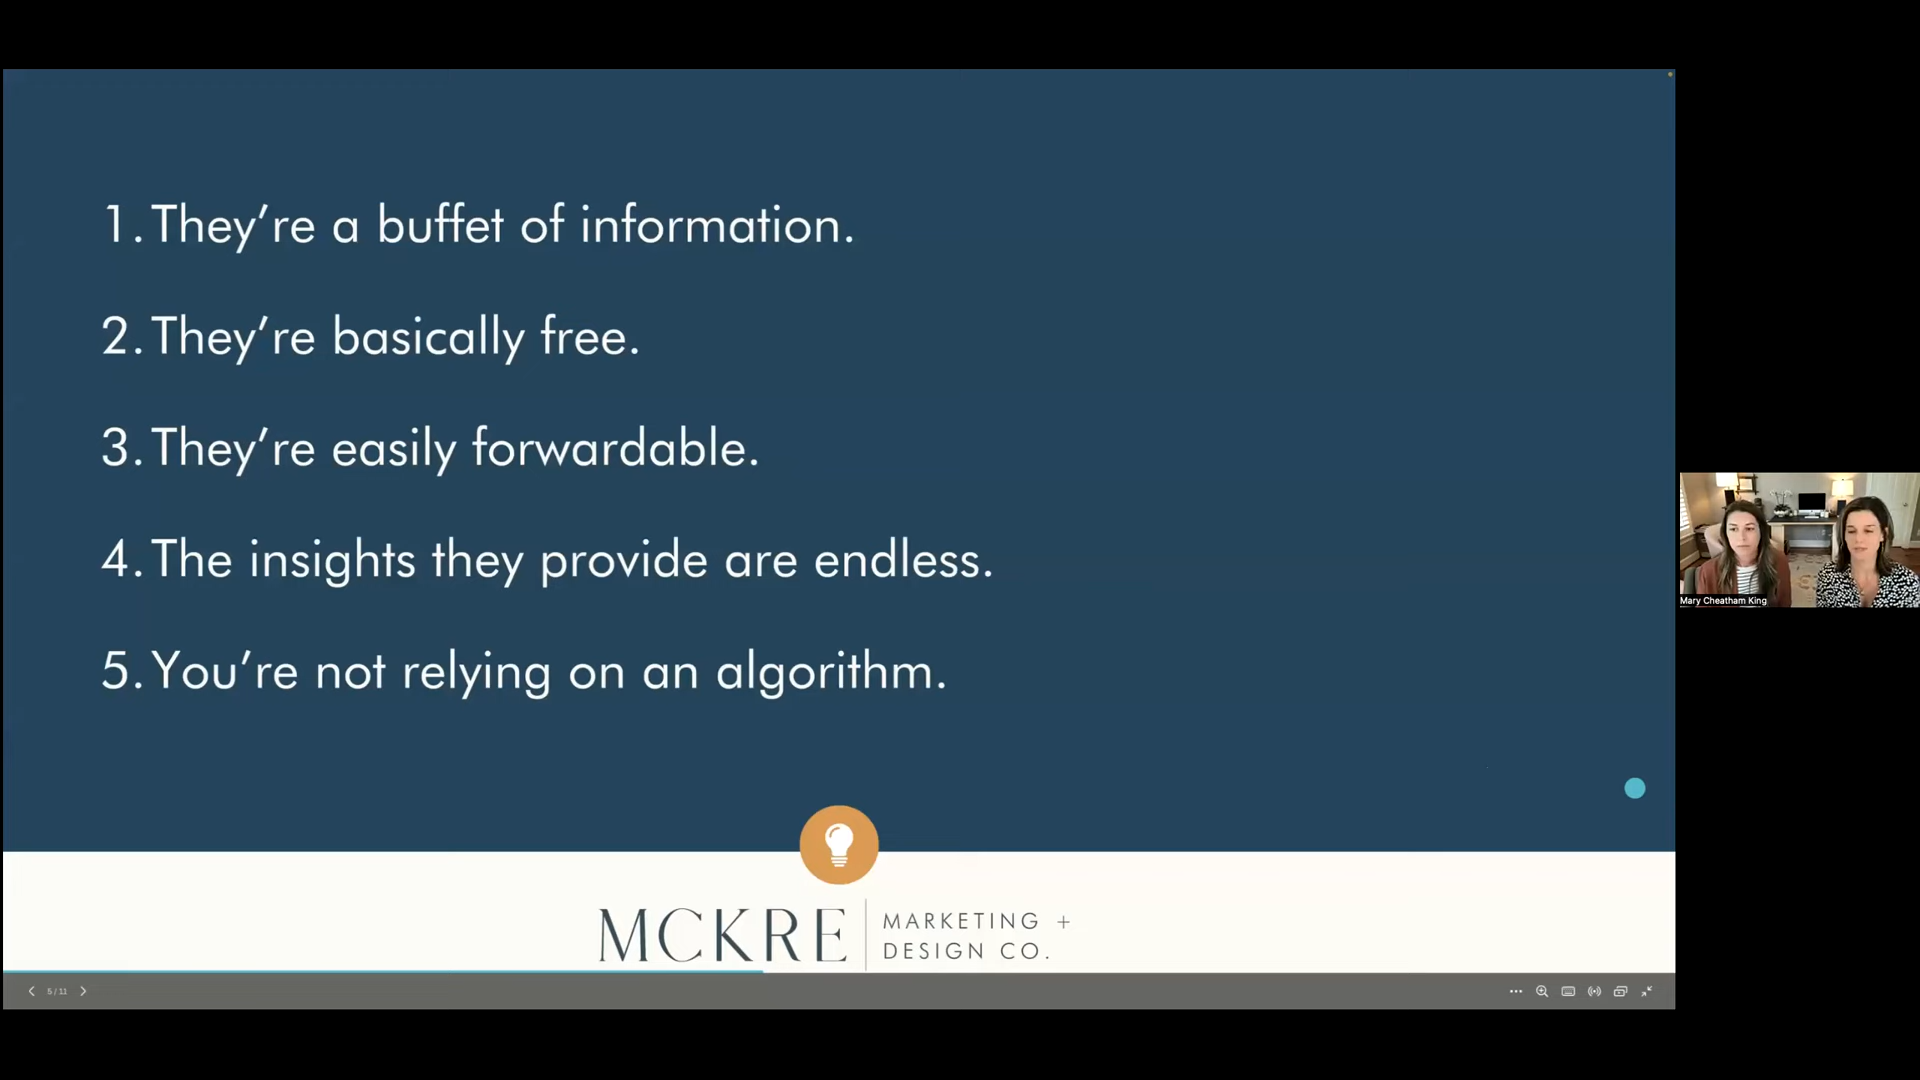 1. They’re a buffet of information.
2. They’re basically free.
3. They’re easily forwardable.
4. The insights they provide are endless.
5. You’re not relying on an algorithm.
Mary Cheatham King
MCKRE
MARKETING +
DESIGN CO.
5 / 11